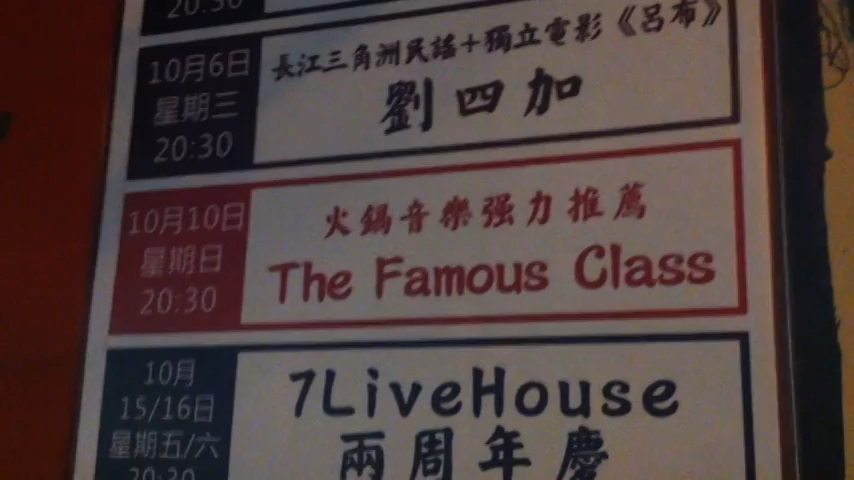 20:30
10月6日
星期三
20:30
長江三角洲民謠+獨立電影《呂布》
劉四加
10月10日
星期日
20:30
火鍋音樂强力推薦
The Famous Class
10月
15/16日
星期五/六
20:30
7LiveHouse
兩周年慶